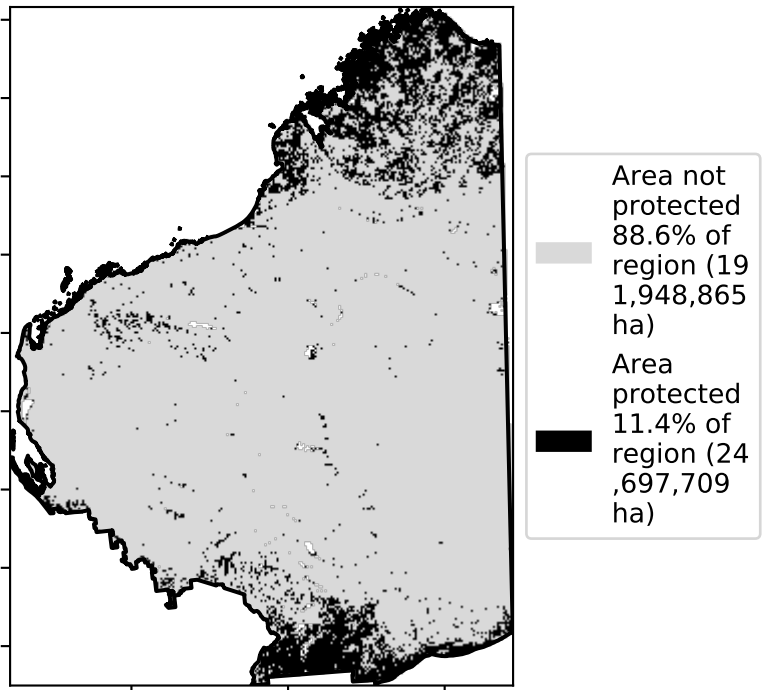 Area not
protected
88.6% of
region (19
1,948,865
ha)
Area
protected
11.4% of
region (24
,697,709
ha)